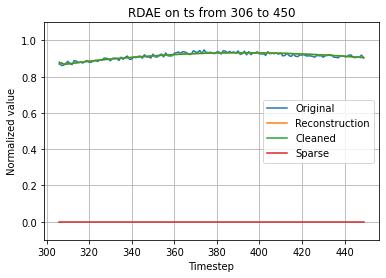 RDAE on ts from 306 to 450
Normalized value
1.0
0.8
0.6
0.4
0.2
0.0
Original
Reconstruction
Cleaned
Sparse
300 320 340 360 380 400 420 440
Timestep